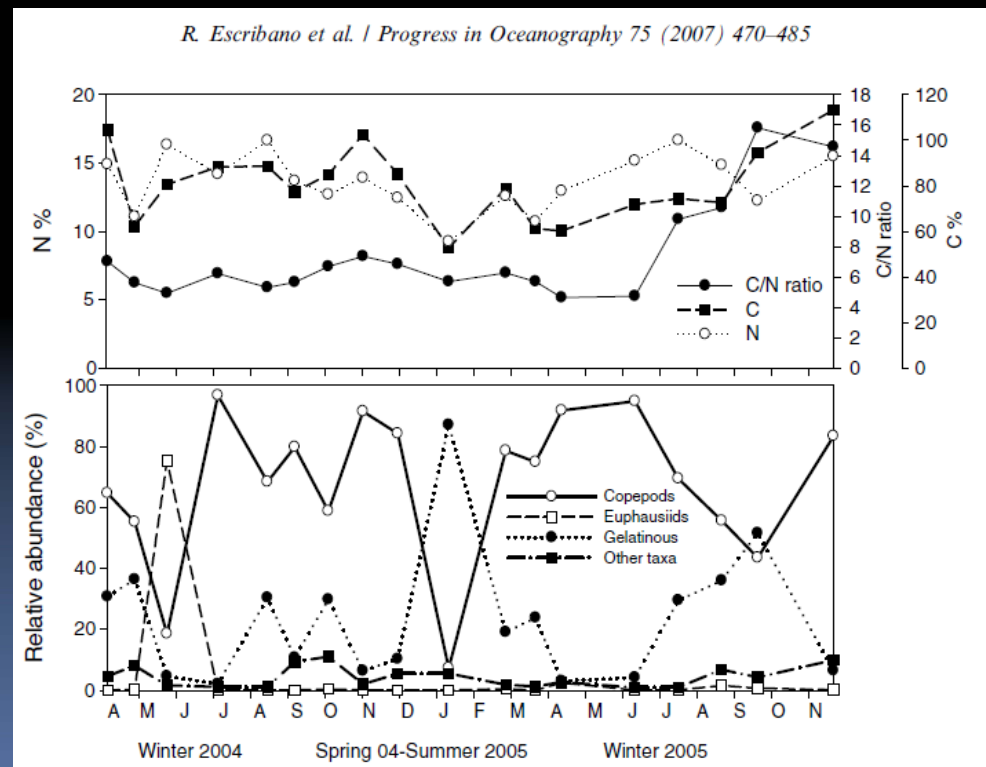 R. Escribano et al. / Progress in Oceanography 75 (2007) 470–485
20
15
10
5
0
N %
18
16
14
12
10
8
6
4
2
0
C/N ratio
120
100
80
60
40
20
0
C %
C/N ratio
C
N
100
80
60
40
20
0
Relative abundance (%)
Copepods
Euphausiids
Gelatinous
Other taxa
A M J J A S O N D J F M A M J J A S O N
Winter 2004 Spring 04-Summer 2005 Winter 2005